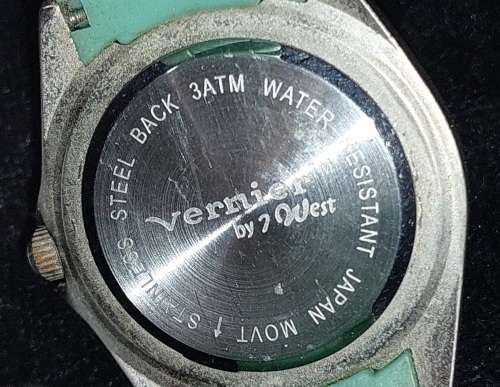 STAINLESS STEEL BACK 3ATM WATER RESISTANT JAPAN MOVT
Vernier
by 7 West